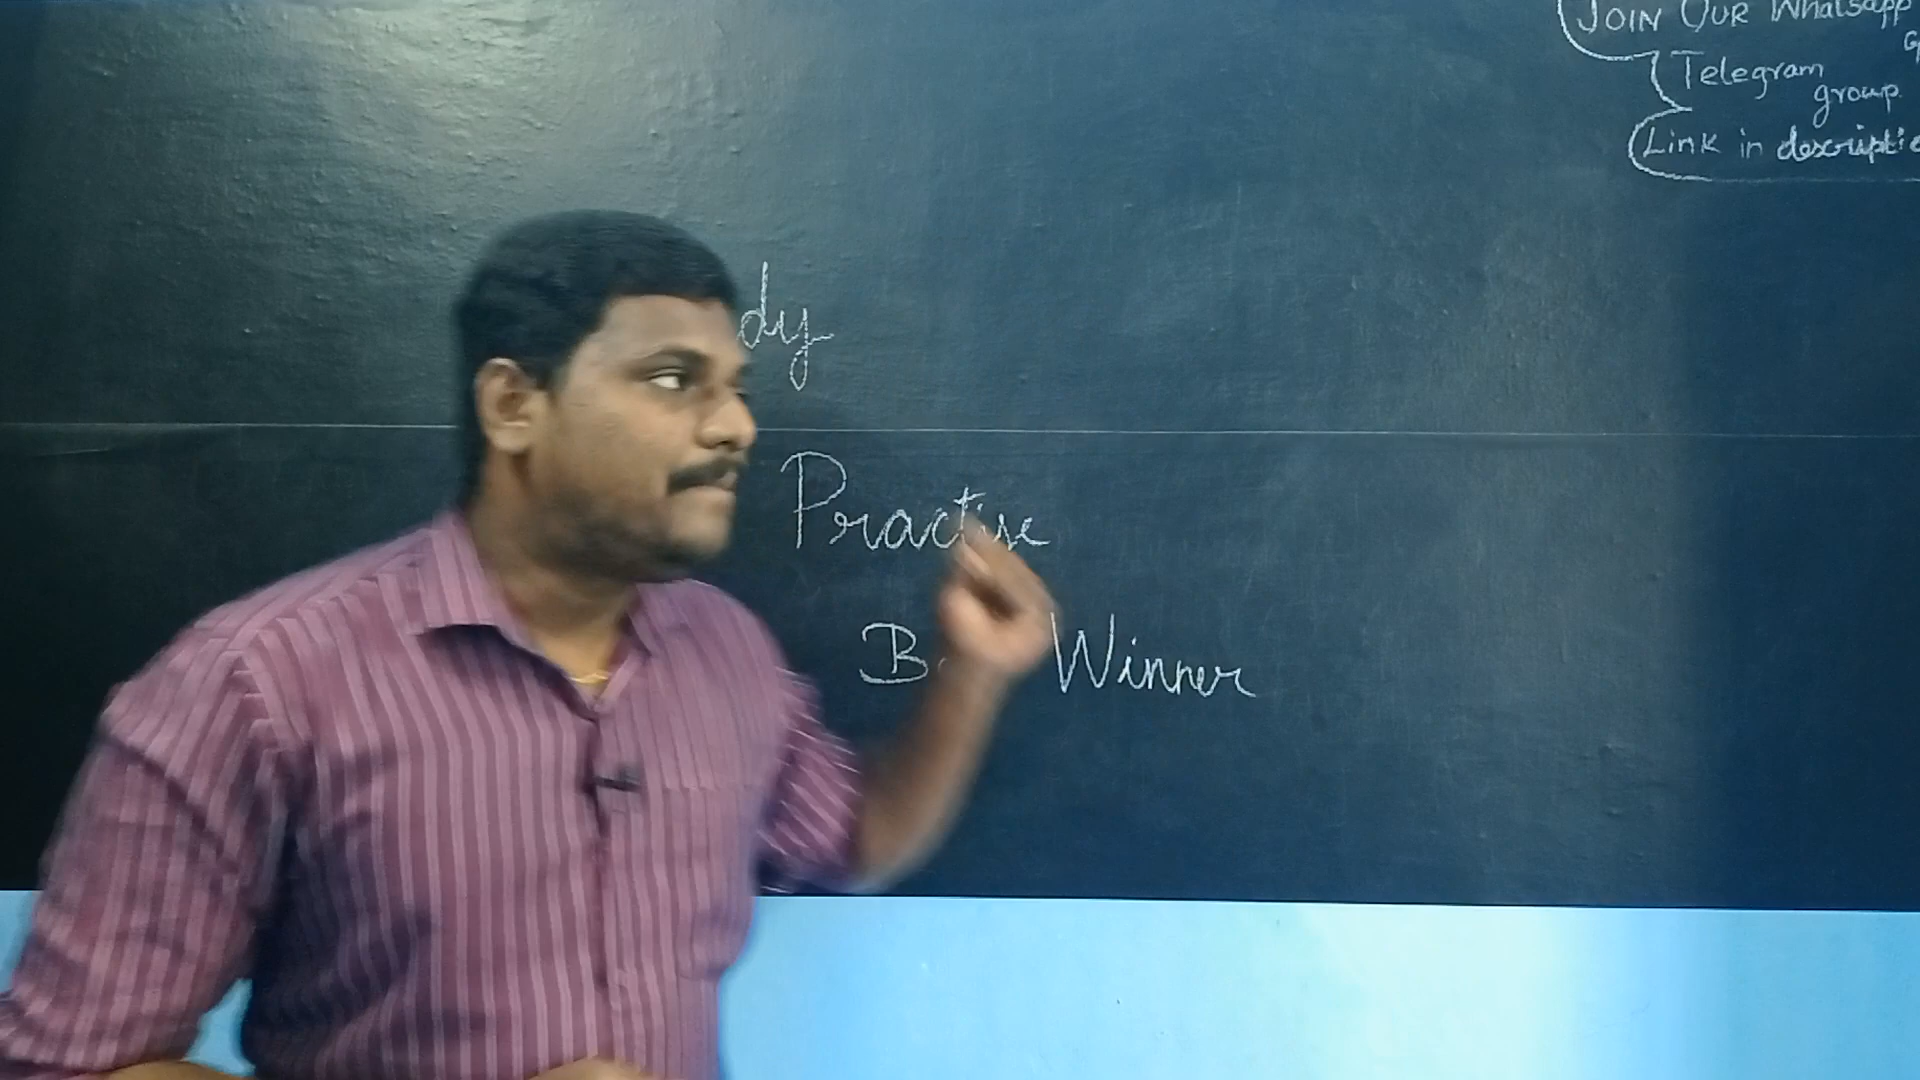 JOIN OUR Whatsapp
Telegram
group
Link in
dy
Practise
Winner